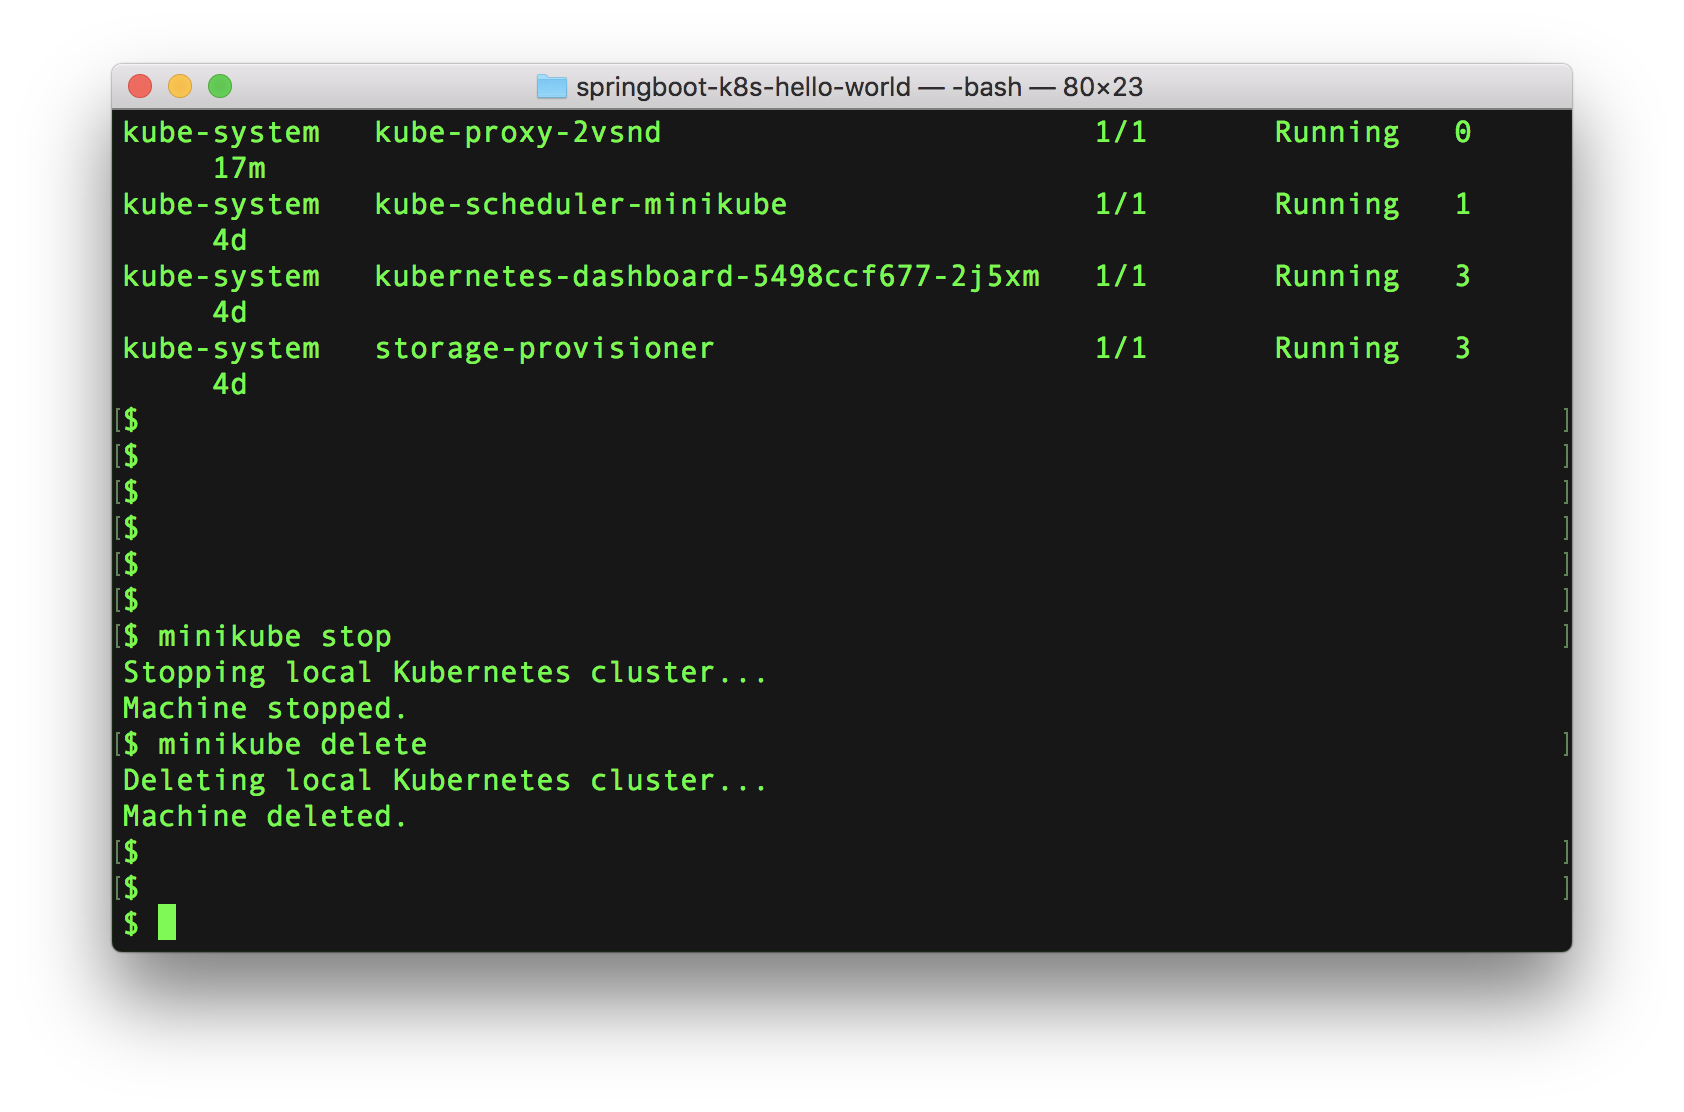 springboot-k8s-hello-world — -bash — 80×23
kube-system   kube-proxy-2vsnd                        1/1       Running   0
     17m
kube-system   kube-scheduler-minikube                 1/1       Running   1
     4d
kube-system   kubernetes-dashboard-5498ccf677-2j5xm   1/1       Running   3
     4d
kube-system   storage-provisioner                     1/1       Running   3
     4d
[$ ]
[$ ]
[$ ]
[$ ]
[$ ]
[$ ]
[$ minikube stop ]
Stopping local Kubernetes cluster...
Machine stopped.
[$ minikube delete ]
Deleting local Kubernetes cluster...
Machine deleted.
[$ ]
[$ ]
$